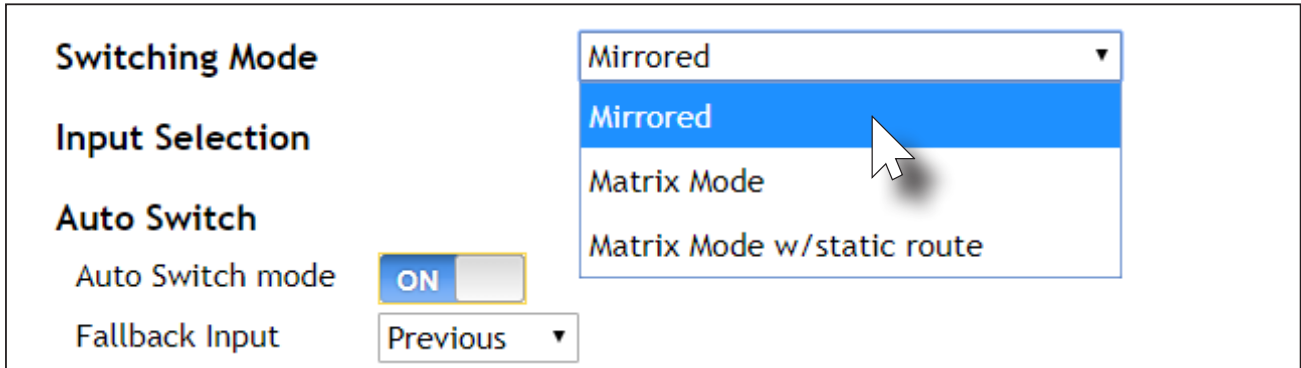 Switching Mode
Mirrored
Mirrored
Input Selection
Matrix Mode
Matrix Mode w/static route
Auto Switch
Auto Switch mode ON
Fallback Input Previous